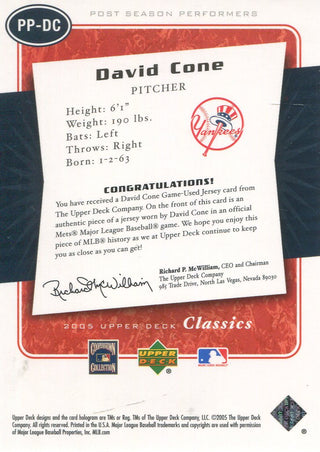 POST SEASON PERFORMERS
PP-DC
David Cone
PITCHER
Height: 6'1"
Weight: 190 lbs.
Bats: Left
Throws: Right
Born: 1-2-63
Yankees
CONGRATULATIONS!
You have received a David Cone Game-Used Jersey card from
The Upper Deck Company. On the front of this card is an
authentic piece of a jersey worn by David Cone in an official
Mets® Major League Baseball® game. We hope you enjoy this
piece of MLB® history as we at Upper Deck continue to keep
you as close as you can get!
Richard P. McWilliam
Richard P. McWilliam, CEO and Chairman
The Upper Deck Company
985 Trade Drive, North Las Vegas, Nevada 89030
2005 UPPER DECK Classics
COOPERSTOWN
COLLECTION
UPPER
DECK
®
Upper Deck designs and the card hologram are TMs or Reg. TMs of The Upper Deck Company, LLC. ©2005 The Upper Deck
Company. All rights reserved. Printed in the U.S.A. Major League Baseball trademarks and copyrights are used with permission
of Major League Baseball Properties, Inc. MLB.com
®